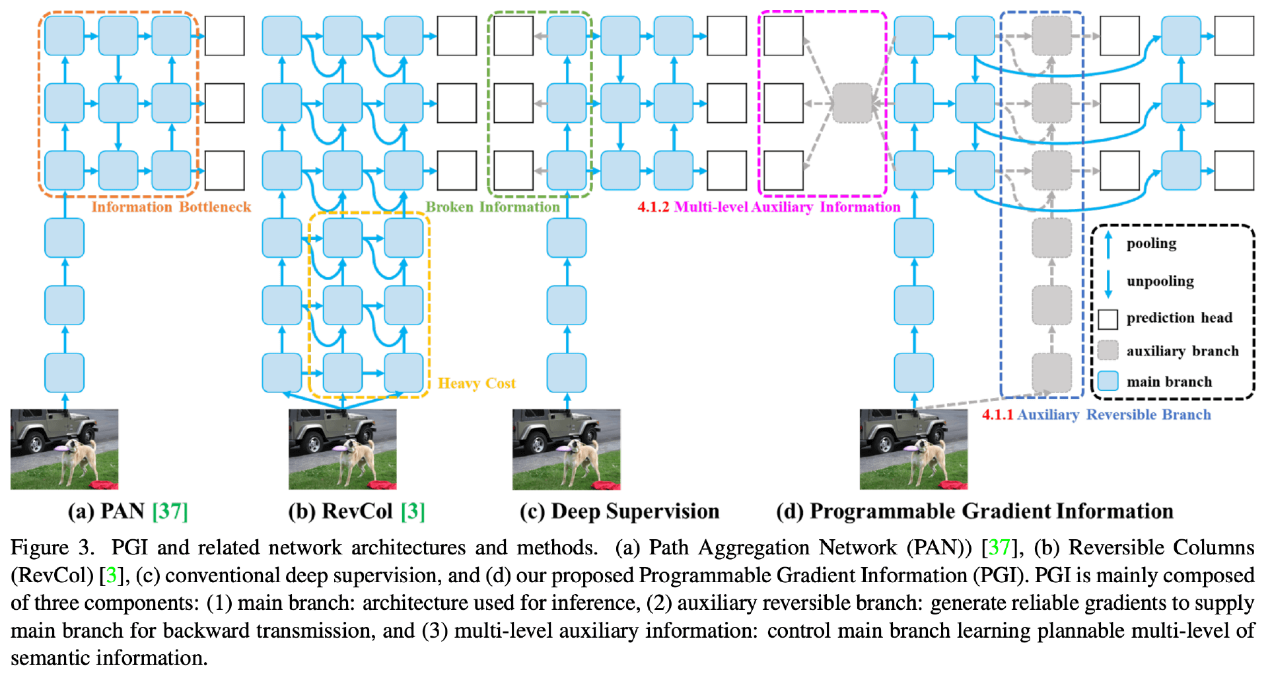 Information Bottleneck
Broken Information
4.1.2 Multi-level Auxiliary Information
pooling
unpooling
prediction head
auxiliary branch
main branch
Heavy Cost
4.1.1 Auxiliary Reversible Branch
(a) PAN [37]
(b) RevCol [3]
(c) Deep Supervision
(d) Programmable Gradient Information
Figure 3. PGI and related network architectures and methods. (a) Path Aggregation Network (PAN)) [37], (b) Reversible Columns
(RevCol) [3], (c) conventional deep supervision, and (d) our proposed Programmable Gradient Information (PGI). PGI is mainly composed
of three components: (1) main branch: architecture used for inference, (2) auxiliary reversible branch: generate reliable gradients to supply
main branch for backward transmission, and (3) multi-level auxiliary information: control main branch learning plannable multi-level of
semantic information.